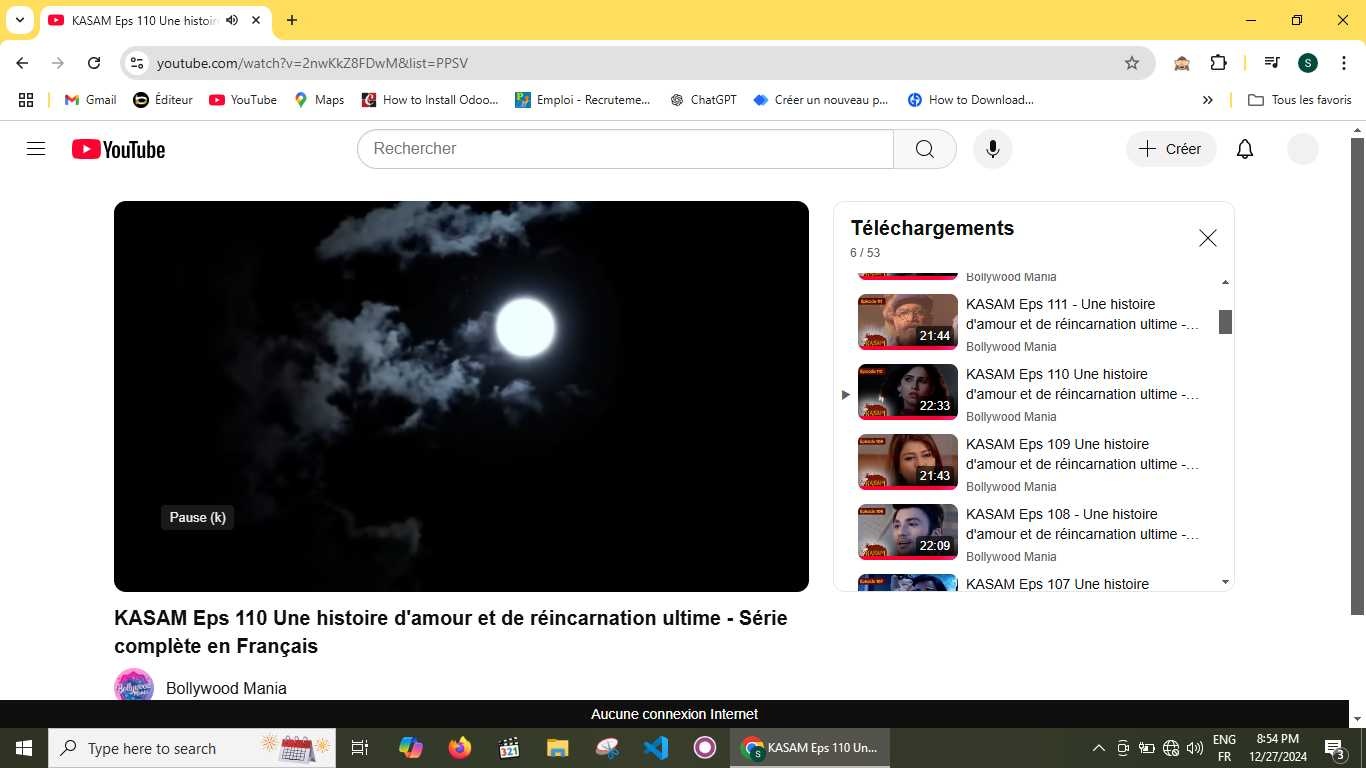 KASAM Eps 110 Une histoir
youtube.com/watch?v=2nwKkZ8FDwM&list=PPSV
S
Gmail
Éditeur
YouTube
Maps
How to Install Odoo...
Emploi - Recruteme...
ChatGPT
Créer un nouveau p...
How to Download...
»
Tous les favoris
YouTube
Rechercher
Créer
Pause (k)
Téléchargements
6 / 53
Bollywood Mania
21:44
KASAM Eps 111 - Une histoire
d'amour et de réincarnation ultime -...
Bollywood Mania
22:33
KASAM Eps 110 Une histoire
d'amour et de réincarnation ultime -...
Bollywood Mania
21:43
KASAM Eps 109 Une histoire
d'amour et de réincarnation ultime -...
Bollywood Mania
22:09
KASAM Eps 108 - Une histoire
d'amour et de réincarnation ultime -...
Bollywood Mania
KASAM Eps 107 Une histoire
KASAM Eps 110 Une histoire d'amour et de réincarnation ultime - Série
complète en Français
Bollywood Mania
Aucune connexion Internet
Type here to search
KASAM Eps 110 Un...
ENG
FR
8:54 PM
12/27/2024
3